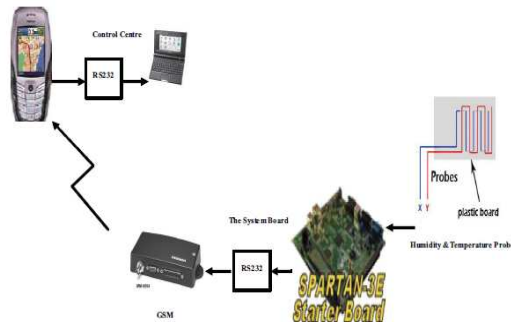 Control Centre
RS232
Probes
X Y
plastic board
Humidity & Temperature Prob
The System Board
RS232
SPARTAN-3E
Starter Board
GSM